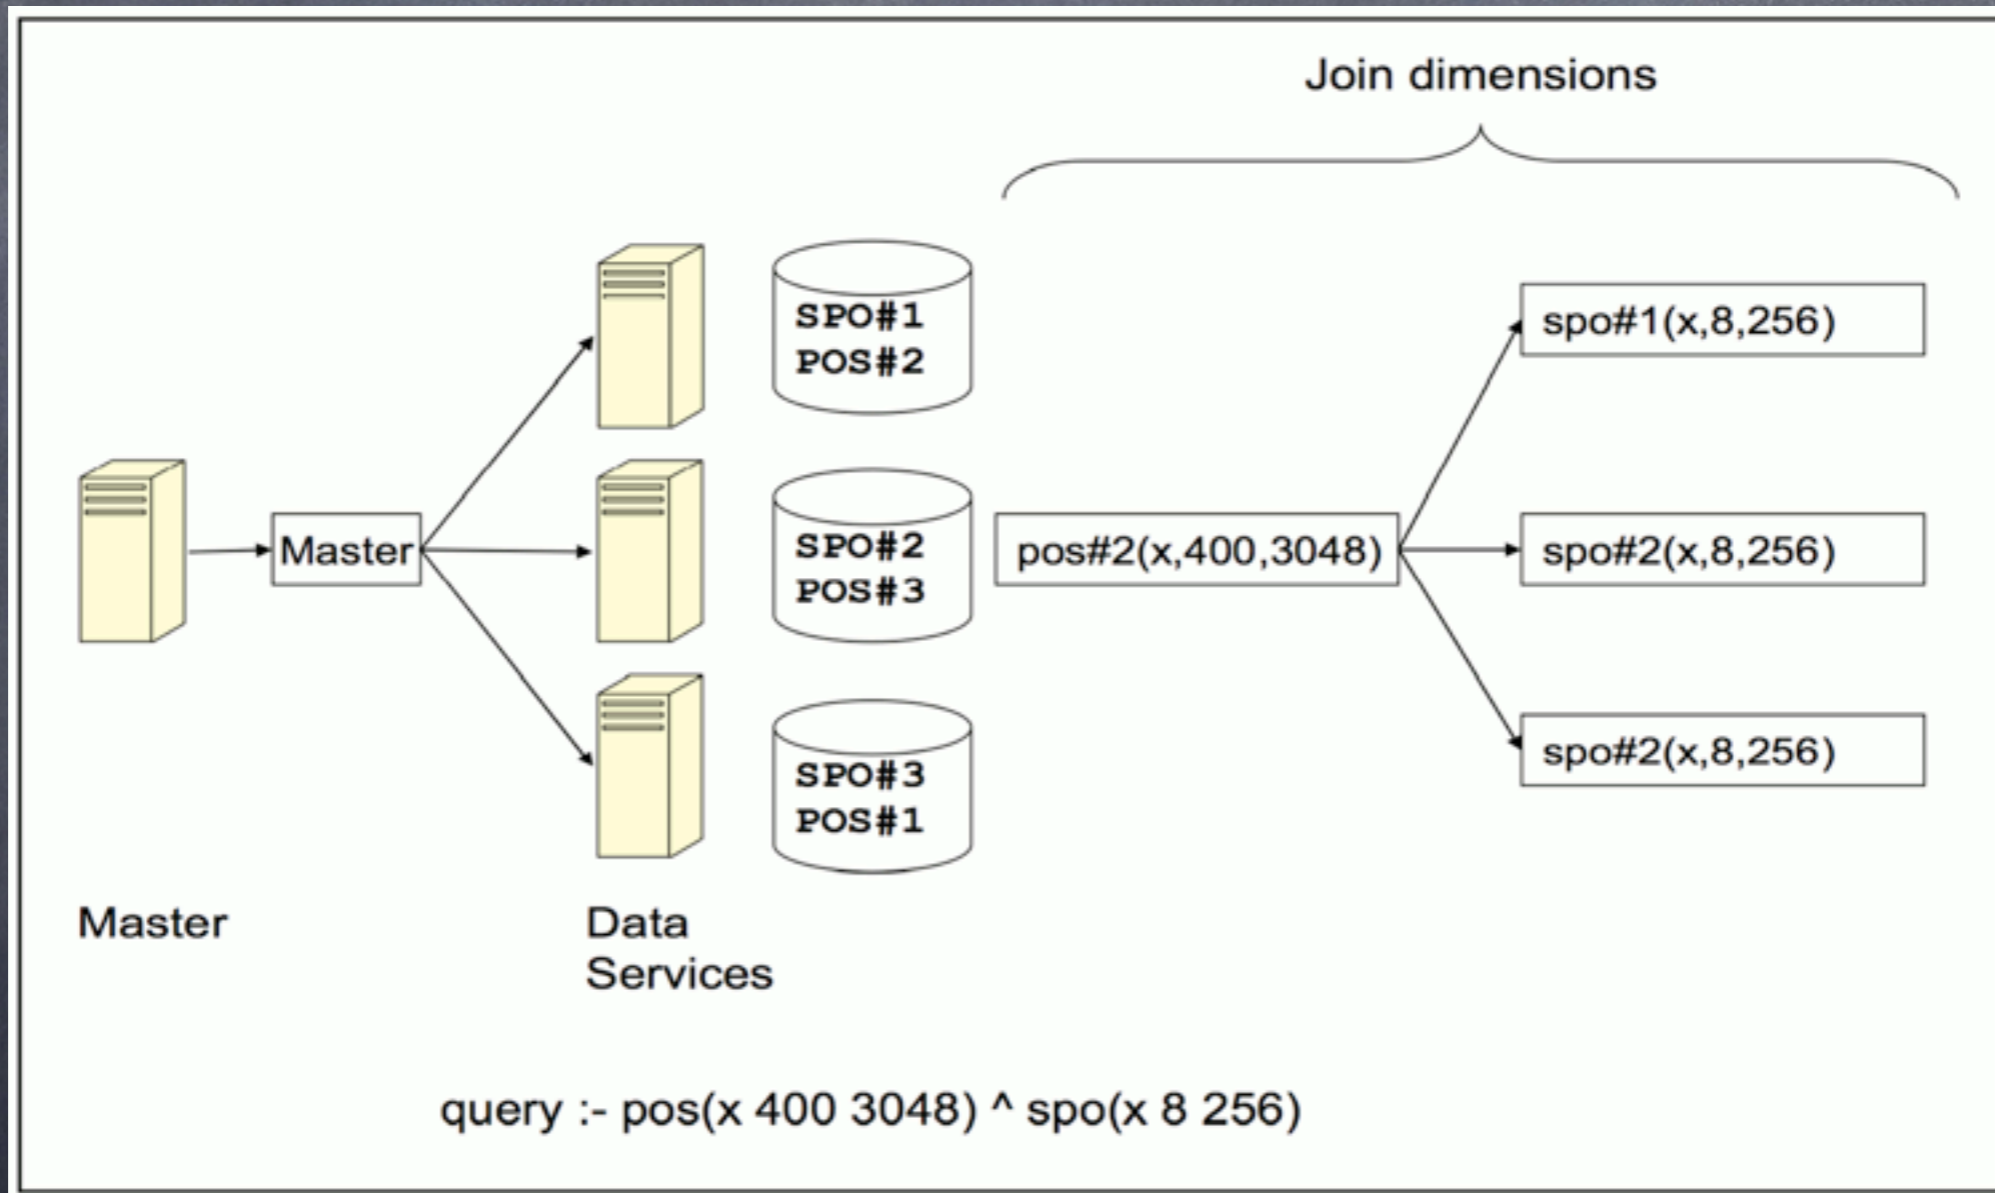 Join dimensions
SPO#1
POS#2
spo#1(x,8,256)
Master
SPO#2
POS#3
pos#2(x,400,3048)
spo#2(x,8,256)
SPO#3
POS#1
spo#2(x,8,256)
Master
Data
Services
query :- pos(x 400 3048) ^ spo(x 8 256)